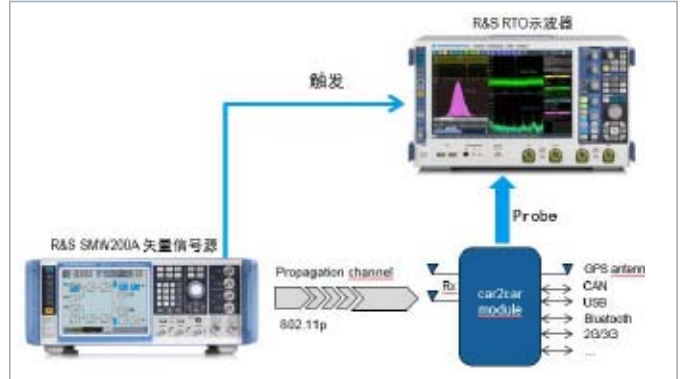 R&S RTO示波器
触发
Probe
R&S SMW200A 矢量信号源
Propagation channel
802.11p
Rx
car2car
module
GPS antenn
CAN
USB
Bluetooth
2G/3G
...